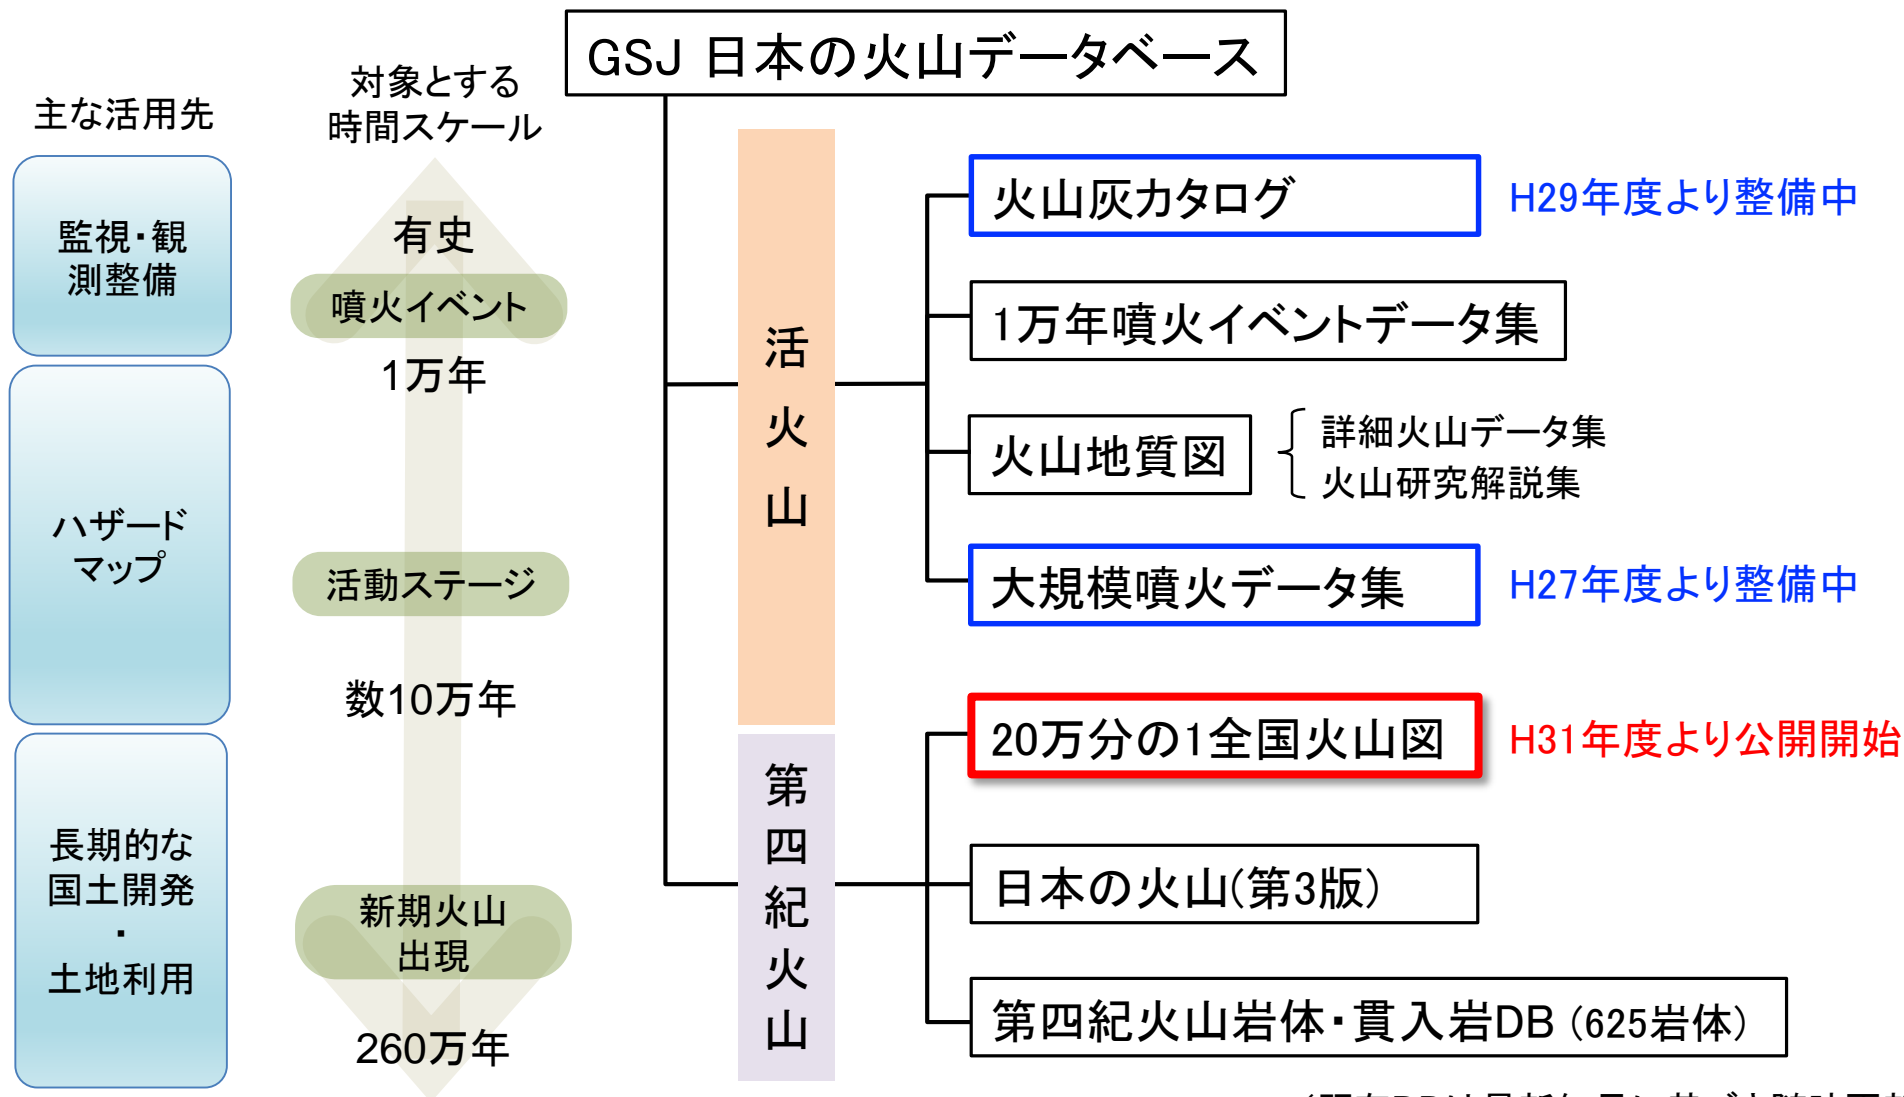 GSJ 日本の火山データベース
主な活用先
対象とする
時間スケール
監視・観
測整備
ハザード
マップ
長期的な
国土開発
・
土地利用
有史
噴火イベント
1万年
活動ステージ
数10万年
新期火山
出現
260万年
活火山
火山灰カタログ
H29年度より整備中
1万年噴火イベントデータ集
火山地質図
詳細火山データ集
火山研究解説集
大規模噴火データ集
H27年度より整備中
第四紀火山
20万分の1全国火山図
H31年度より公開開始
日本の火山(第3版)
第四紀火山岩体・貫入岩DB (625岩体)